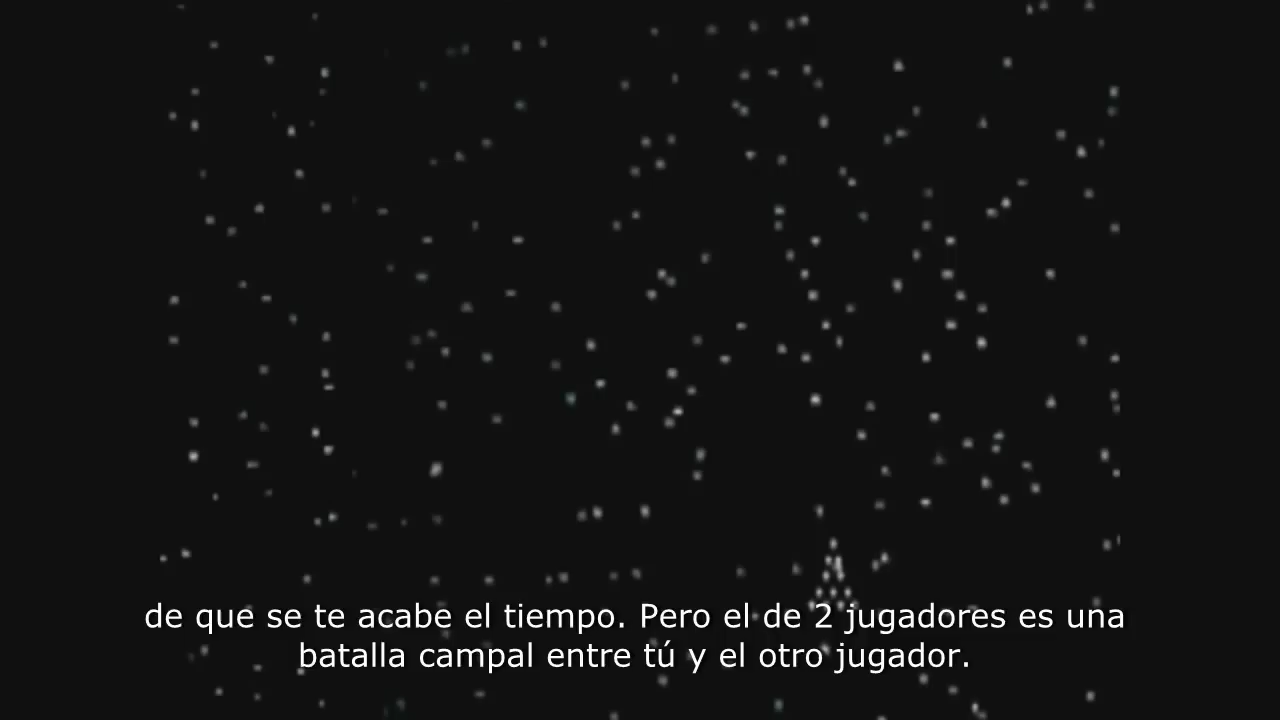 de que se te acabe el tiempo. Pero el de 2 jugadores es una
batalla campal entre tú y el otro jugador.